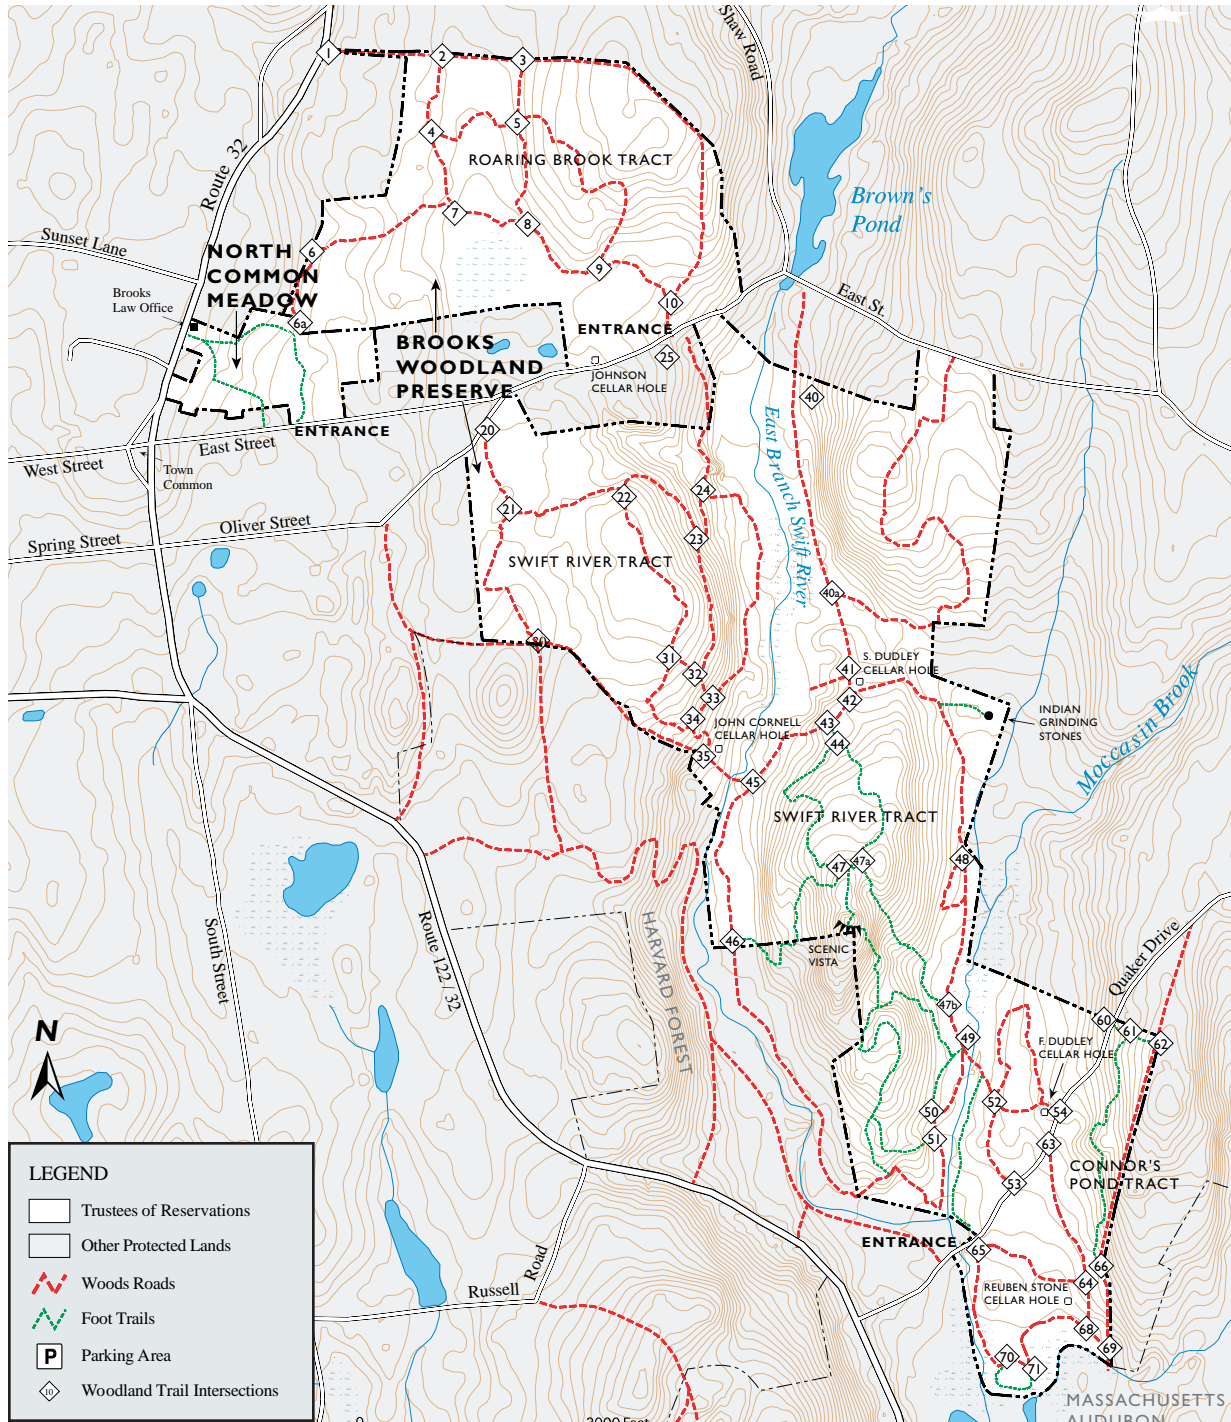 Shaw Road
1
2
3
4
5
ROARING BROOK TRACT
Route 32
Brown's
Pond
Sunset Lane
7
8
6
NORTH
COMMON
MEADOW
9
Brooks
Law Office
10
East St.
6a
ENTRANCE
BROOKS
WOODLAND
PRESERVE
25
JOHNSON
CELLAR HOLE
40
East Branch Swift River
20
ENTRANCE
East Street
West Street
Town
Common
22
24
21
Oliver Street
Spring Street
23
SWIFT RIVER TRACT
40a
80
31
32
41
S. DUDLEY
CELLAR HOLE
33
42
34
43
JOHN CORNELL
CELLAR HOLE
44
INDIAN
GRINDING
STONES
Moccasin Brook
35
45
SWIFT RIVER TRACT
47
47a
48
HARVARD FOREST
46
SCENIC
VISTA
South Street
Route 122 / 32
Quaker Drive
47b
60
61
62
49
F. DUDLEY
CELLAR HOLE
N
50
52
54
51
63
CONNOR'S
POND TRACT
53
LEGEND
Trustees of Reservations
Other Protected Lands
Woods Roads
Foot Trails
P
Parking Area
10
Woodland Trail Intersections
ENTRANCE
65
66
64
REUBEN STONE
CELLAR HOLE
Russell
Road
68
69
70
71
MASSACHUSETTS
AUDUBON
0
3000 Feet